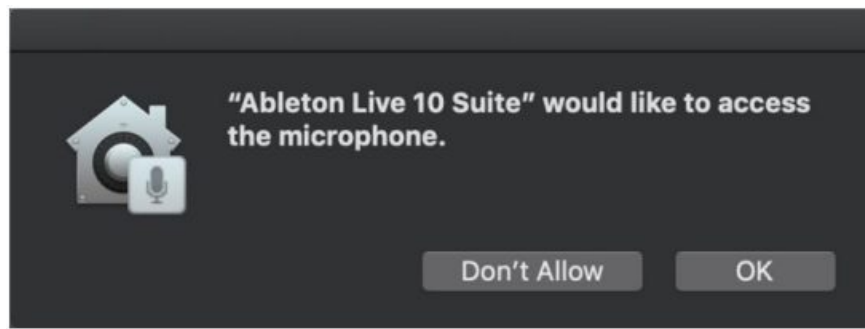 “Ableton Live 10 Suite” would like to access
the microphone.
Don’t Allow OK